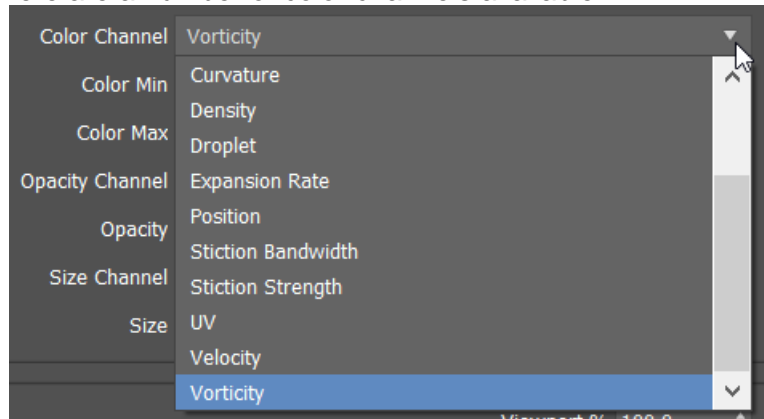 Color Channel Vorticity
Color Min Curvature
Density
Color Max Droplet
Opacity Channel Expansion Rate
Opacity Position
Stiction Bandwidth
Size Channel Stiction Strength
Size UV
Velocity
Vorticity